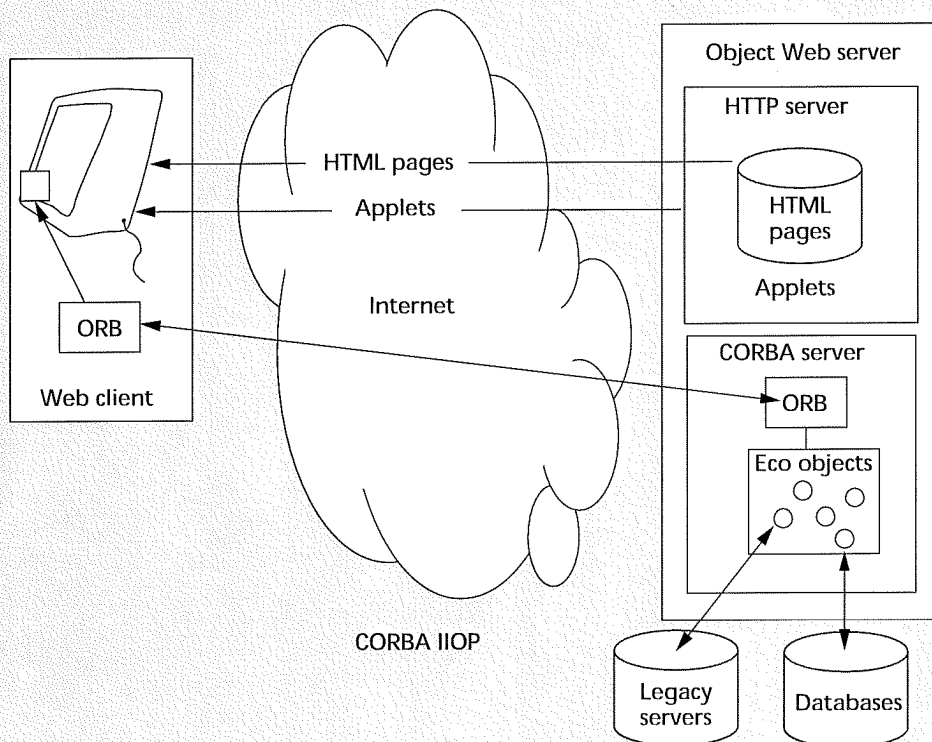 Object Web server
HTTP server
HTML pages
Applets
HTML
pages
Applets
Internet
ORB
Web client
CORBA server
ORB
Eco objects
CORBA IIOP
Legacy
servers
Databases